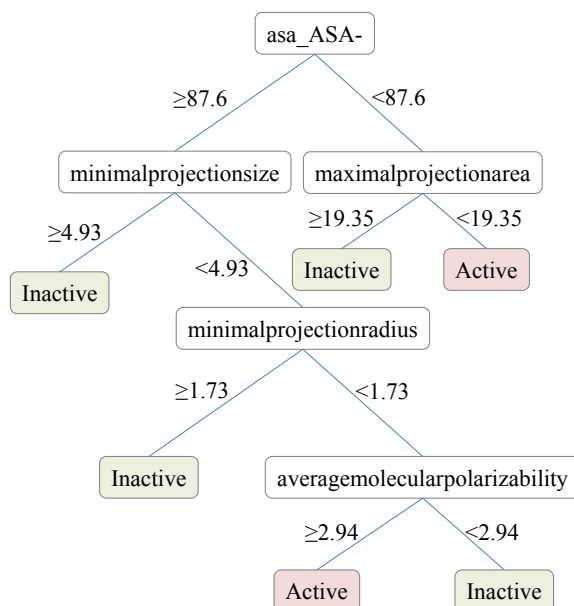 asa_ASA-
≥87.6 <87.6
minimalprojectionsize maximalprojectionarea
≥4.93 <4.93 ≥19.35 <19.35
Inactive Inactive Active
minimalprojectionradius
≥1.73 <1.73
Inactive averagemolecularpolarizability
≥2.94 <2.94
Active Inactive